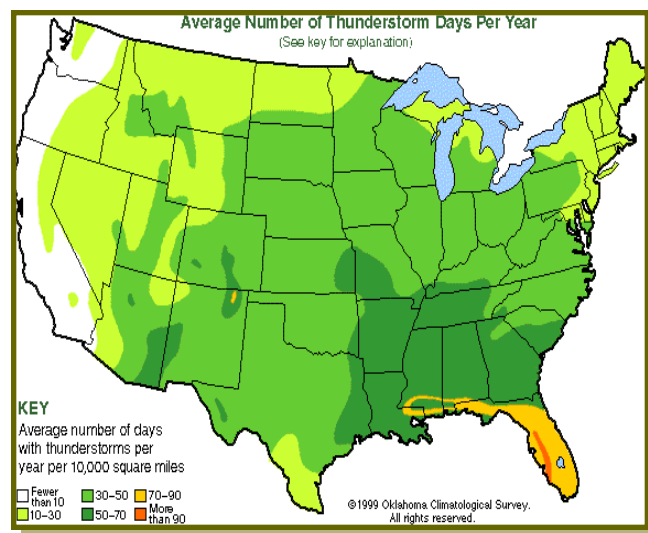 Average Number of Thunderstorm Days Per Year
(See key for explanation)
KEY
Average number of days
with thunderstorms per
year per 10,000 square miles
Fewer
than 10
10-30
30-50
50-70
70-90
More
than 90
©1999 Oklahoma Climatological Survey.
All rights reserved.